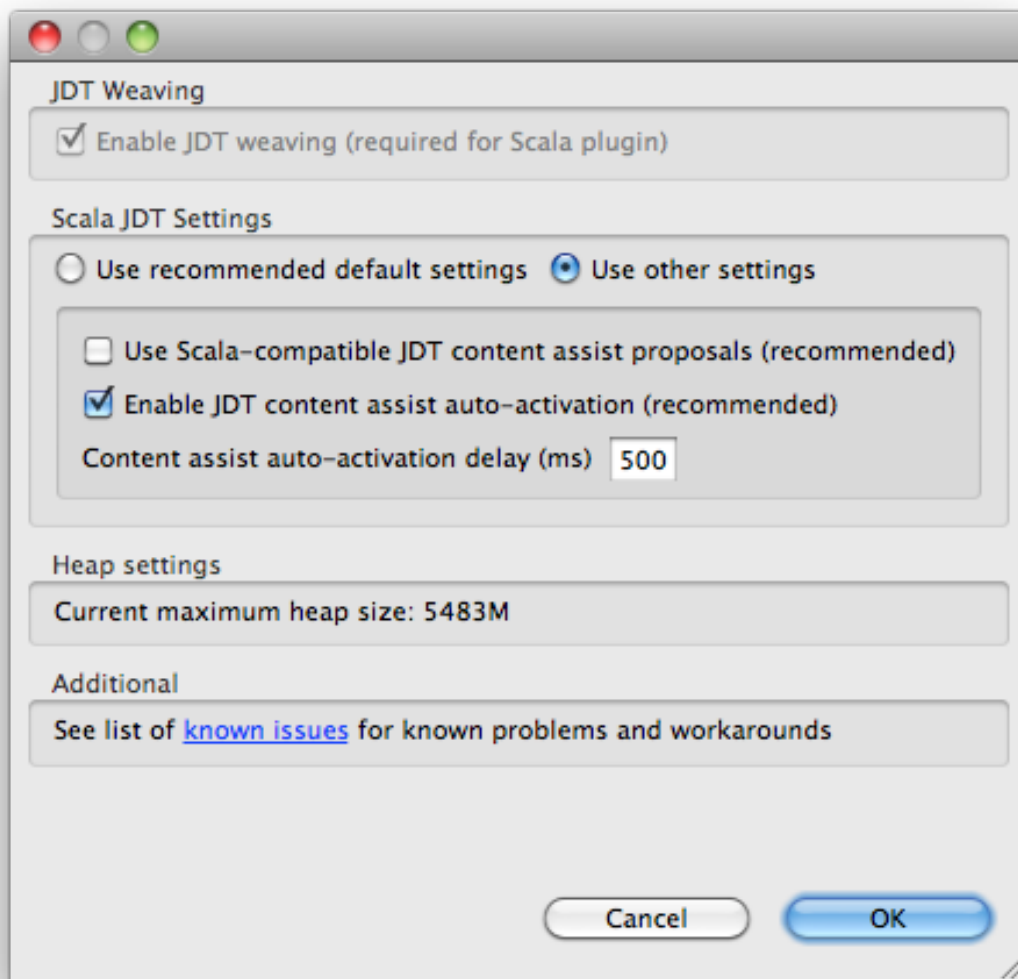 JDT Weaving
Enable JDT weaving (required for Scala plugin)
Scala JDT Settings
Use recommended default settings Use other settings
Use Scala-compatible JDT content assist proposals (recommended)
Enable JDT content assist auto-activation (recommended)
Content assist auto-activation delay (ms) 500
Heap settings
Current maximum heap size: 5483M
Additional
See list of known issues for known problems and workarounds
Cancel OK